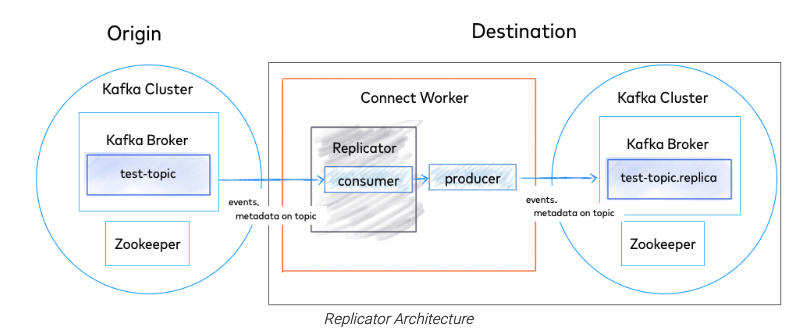 Origin
Destination
Kafka Cluster
Kafka Broker
test-topic
Zookeeper
events,
metadata on topic
Connect Worker
Replicator
consumer
producer
events.
metadata on topic
Kafka Cluster
Kafka Broker
test-topic.replica
Zookeeper
Replicator Architecture